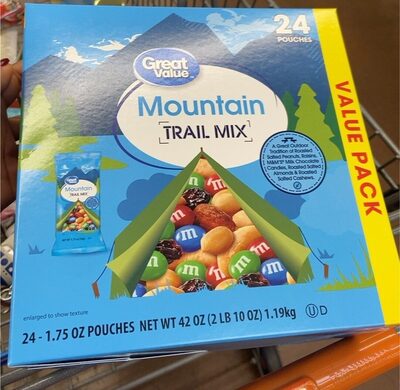 24
POUCHES
Great
Value
Mountain
TRAIL MIX
A Great Outdoor
Tradition of Roasted
Salted Peanuts, Raisins,
M&M'S® Milk Chocolate
Candies, Roasted Salted
Almonds & Roasted
Salted Cashews.
VALUE PACK
Great
Value
Mountain
TRAIL MIX
m
m
m
m
m
m
m
enlarged to show texture
24 - 1.75 OZ POUCHES NET WT 42 OZ (2 LB 10 OZ) 1.19kg
U D